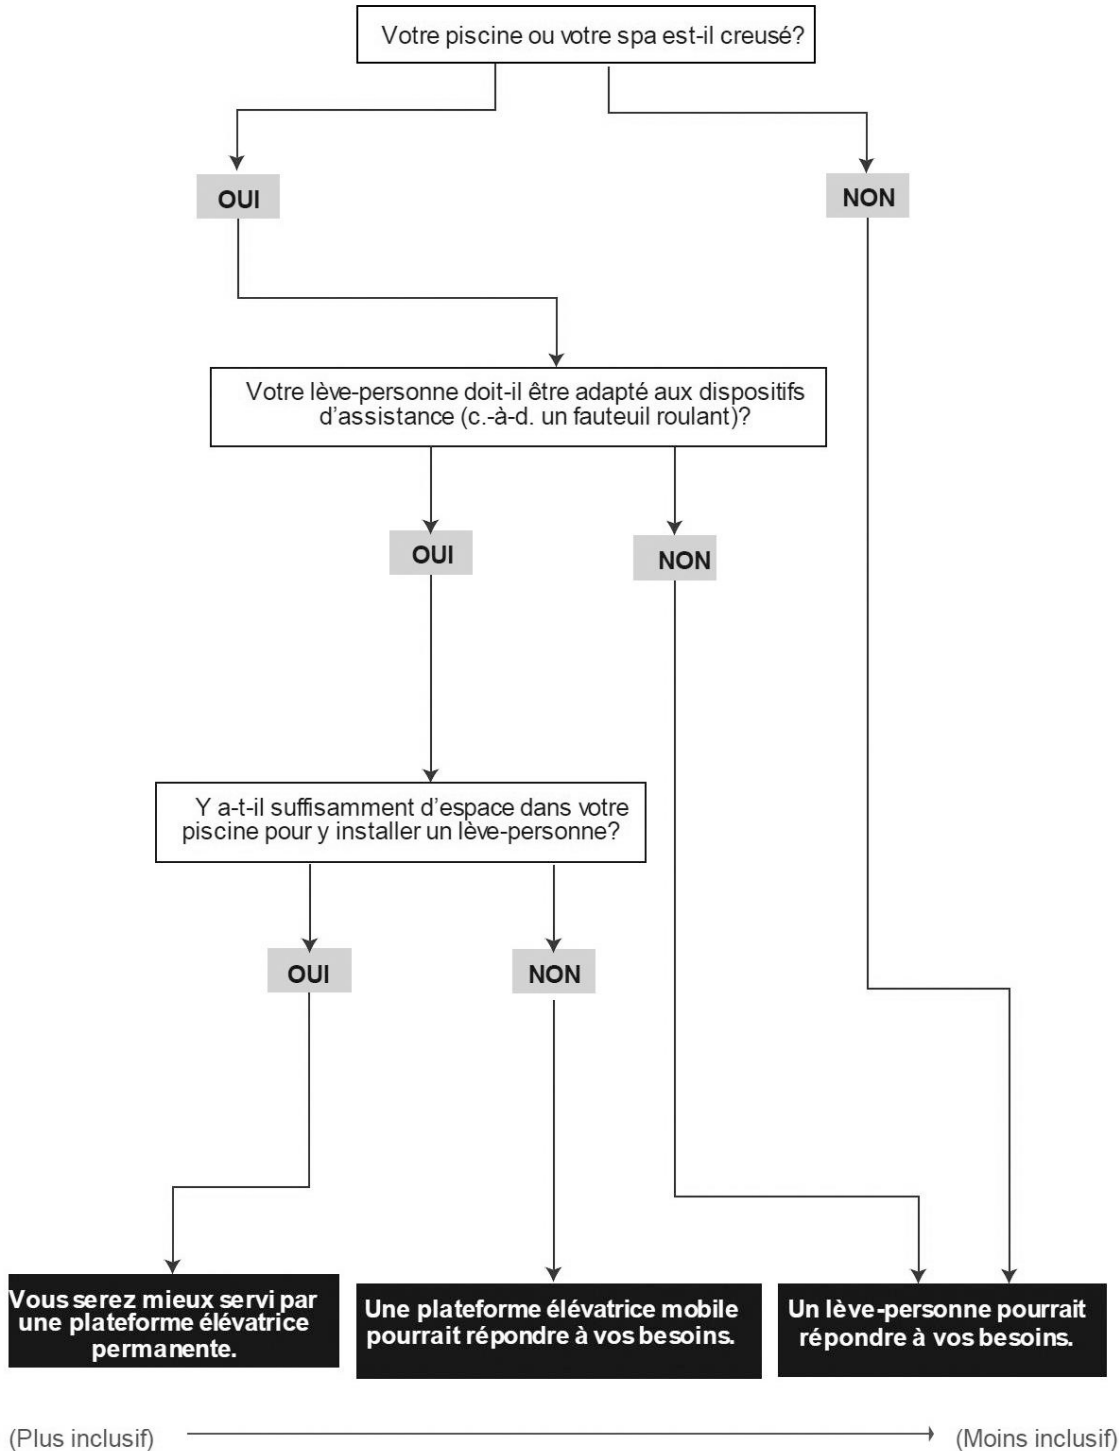 Votre piscine ou votre spa est-il creusé?
OUI
NON
Votre lève-personne doit-il être adapté aux dispositifs
d’assistance (c.-à-d. un fauteuil roulant)?
OUI
NON
Y a-t-il suffisamment d’espace dans votre
piscine pour y installer un lève-personne?
OUI
NON
Vous serez mieux servi par
une plateforme élévatrice
permanente.
Une plateforme élévatrice mobile
pourrait répondre à vos besoins.
Un lève-personne pourrait
répondre à vos besoins.
(Plus inclusif)
(Moins inclusif)